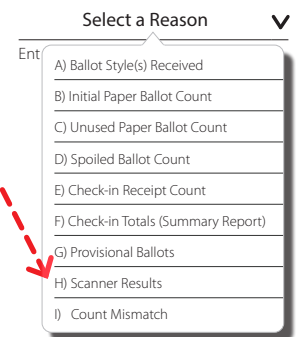 Select a Reason
Ent
A) Ballot Style(s) Received
B) Initial Paper Ballot Count
C) Unused Paper Ballot Count
D) Spoiled Ballot Count
E) Check-in Receipt Count
F) Check-in Totals (Summary Report)
G) Provisional Ballots
H) Scanner Results
I) Count Mismatch